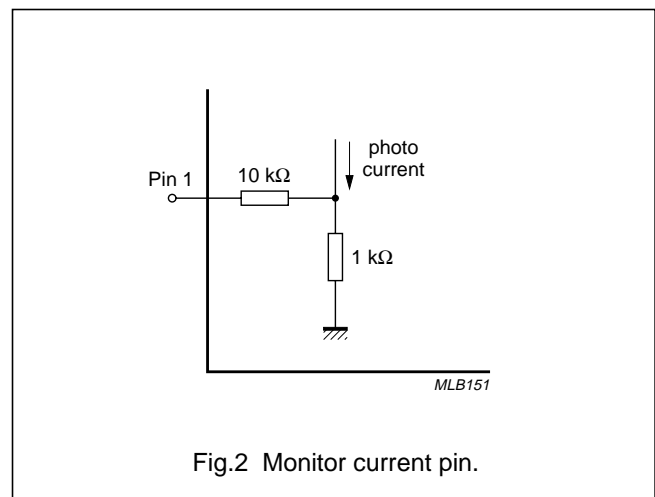 photo
current
Pin 1
10 kΩ
1 kΩ
MLB151
Fig.2 Monitor current pin.